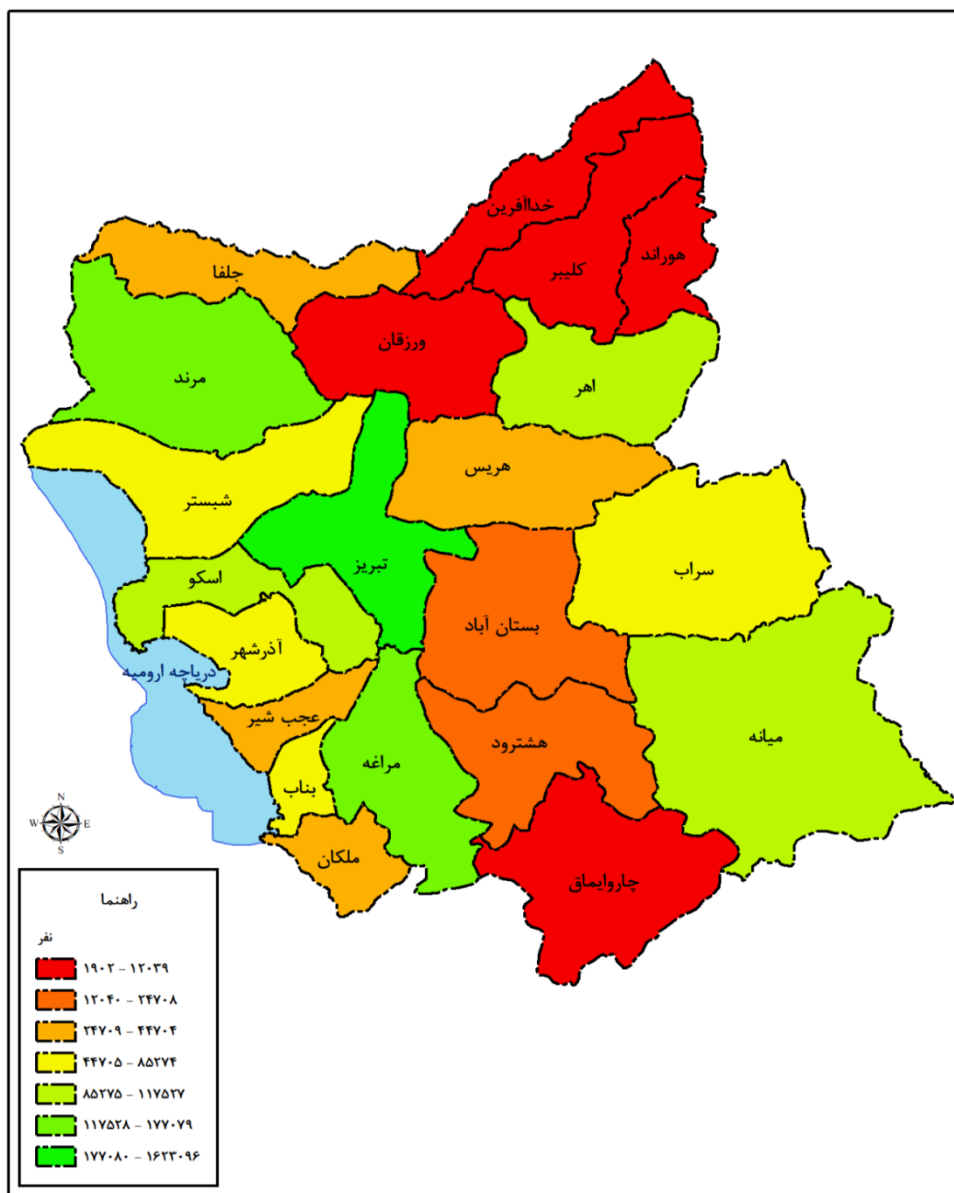 خداآفرین
هوراند
کلیبر
جلفا
ورزقان
مرند
اهر
هریس
شبستر
سراب
تبریز
اسکو
بستان آباد
آذرشهر
دریاچه ارومیه
عجب شیر
میانه
هشترود
مراغه
بناب
ملکان
چاروایماق
N
W
E
S
راهنما
نفر
۱۹۰۲ - ۱۲۰۳۹
۱۲۰۴۰ - ۲۴۷۰۸
۲۴۷۰۹ - ۴۴۷۰۴
۴۴۷۰۵ - ۸۵۲۷۴
۸۵۲۷۵ - ۱۱۷۵۲۷
۱۱۷۵۲۸ - ۱۷۷۰۷۹
۱۷۷۰۸۰ - ۱۶۲۳۰۹۶